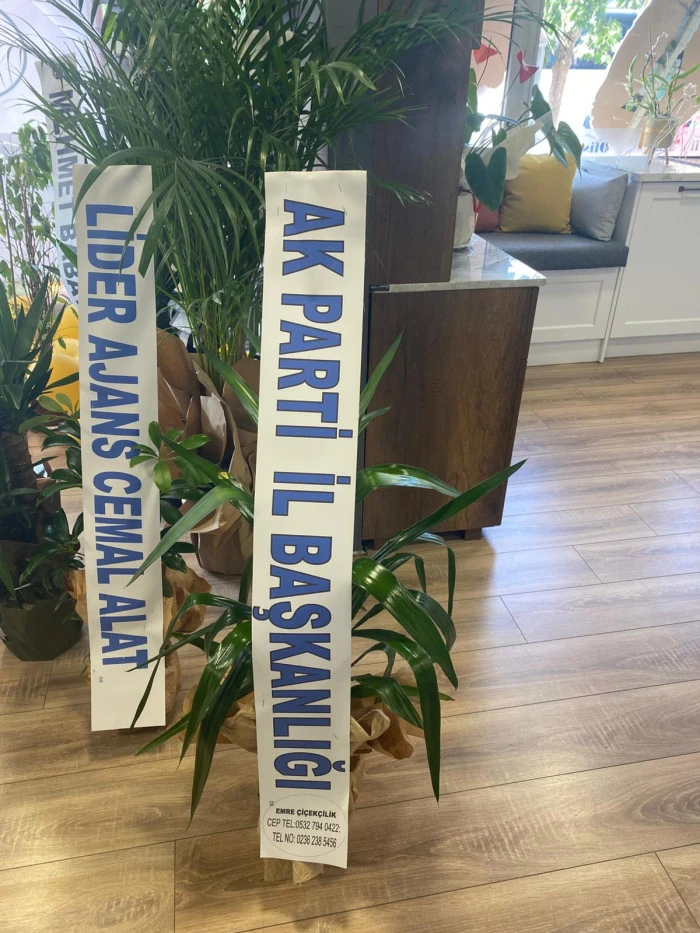 LİDER AJANS CEMAL ALAT
AK PARTİ İL BAŞKANLIĞI
EMRE ÇİÇEKÇİLİK
CEP TEL:0532 794 0422
TEL NO: 0236 238 5456